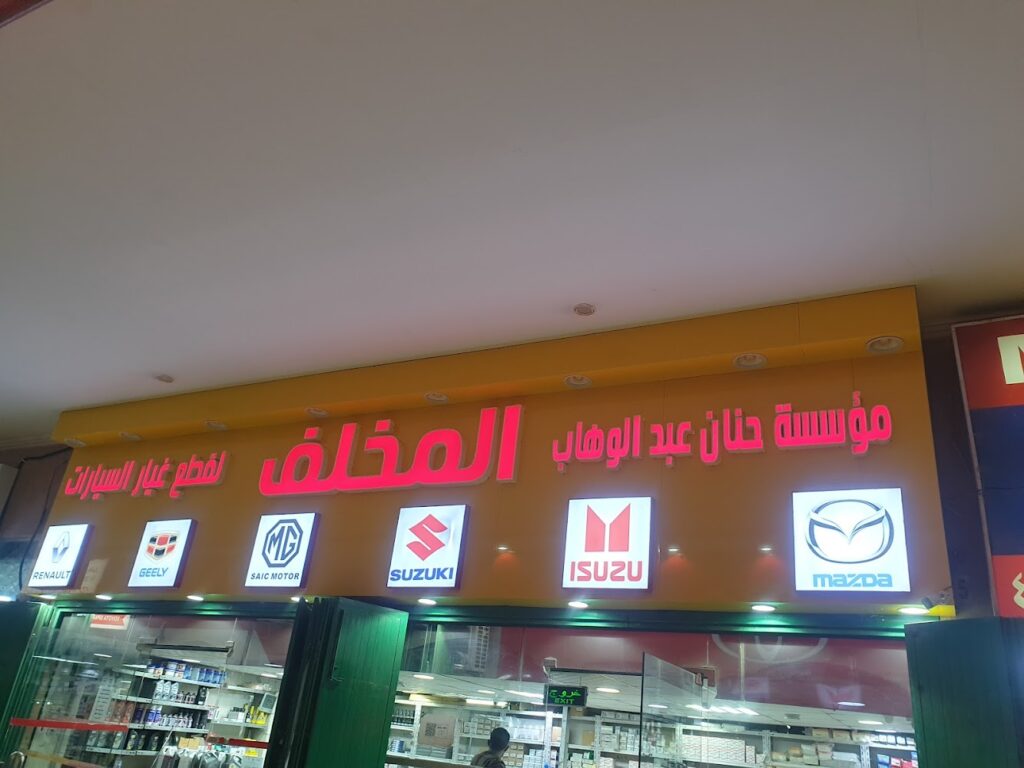 مؤسسة حنان عبد الوهاب المخلف لقطع غيار السيارات
RENAULT
GEELY
MG
SAIC MOTOR
SUZUKI
ISUZU
mazda
خروج
EXIT